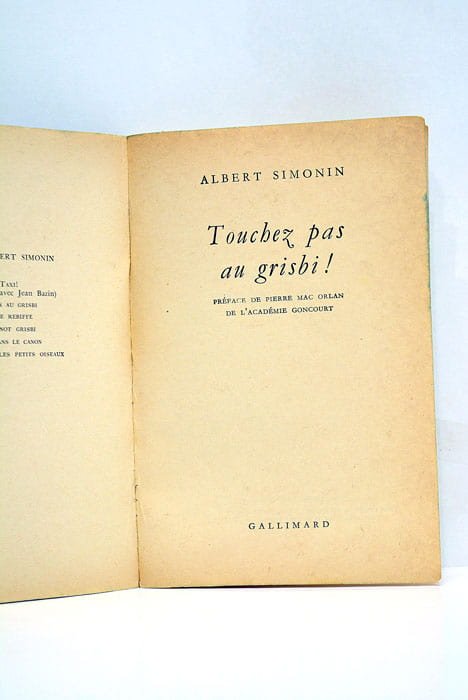 ERT SIMONIN
TAXI!
avec Jean Bazin)
AU GRISBI
E REBIFFE
NOT GRISBI
ANS LE CANON
LES PETITS OISEAUX
ALBERT SIMONIN
Touchez pas
au grisbi !
PRÉFACE DE PIERRE MAC ORLAN
DE L'ACADÉMIE GONCOURT
GALLIMARD